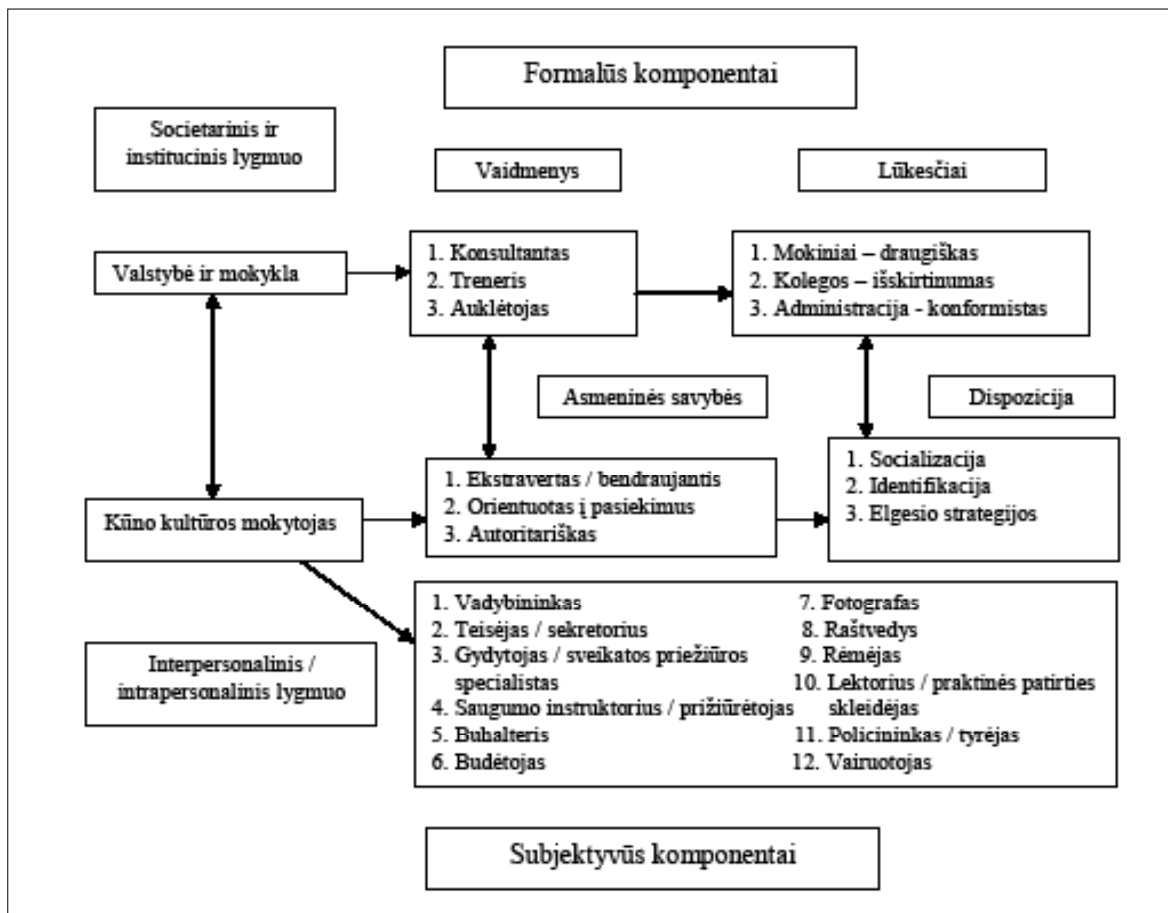 Formalūs komponentai
Societarinis ir
institucinis lygmuo
Vaidmenys
Lūkesčiai
Valstybė ir mokykla
1. Konsultantas
2. Treneris
3. Auklėtojas
1. Mokiniai – draugiškas
2. Kolegos – išskirtinumas
3. Administracija - konformistas
Asmeninės savybės
Dispozicija
Kūno kultūros mokytojas
1. Ekstravertas / bendraujantis
2. Orientuotas į pasiekimus
3. Autoritariškas
1. Socializacija
2. Identifikacija
3. Elgesio strategijos
Interpersonalinis /
intrapersonalinis lygmuo
1. Vadybininkas
2. Teisėjas / sekretorius
3. Gydytojas / sveikatos priežiūros
specialistas
4. Saugumo instruktorius / prižiūrėtojas
5. Buhalteris
6. Budėtojas
7. Fotografas
8. Raštvedys
9. Rėmėjas
10. Lektorius / praktinės patirties
skleidėjas
11. Policininkas / tyrėjas
12. Vairuotojas
Subjektyvūs komponentai